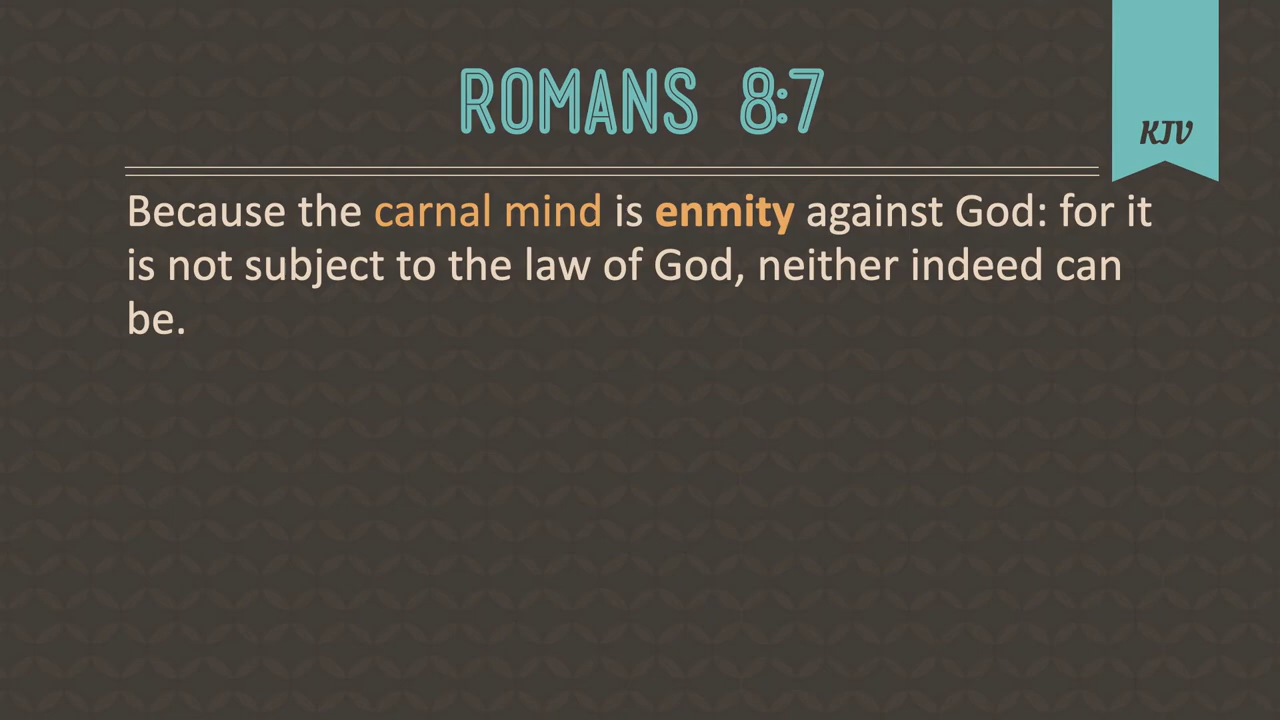 ROMANS 8:7
KJV
Because the carnal mind is enmity against God: for it
is not subject to the law of God, neither indeed can
be.